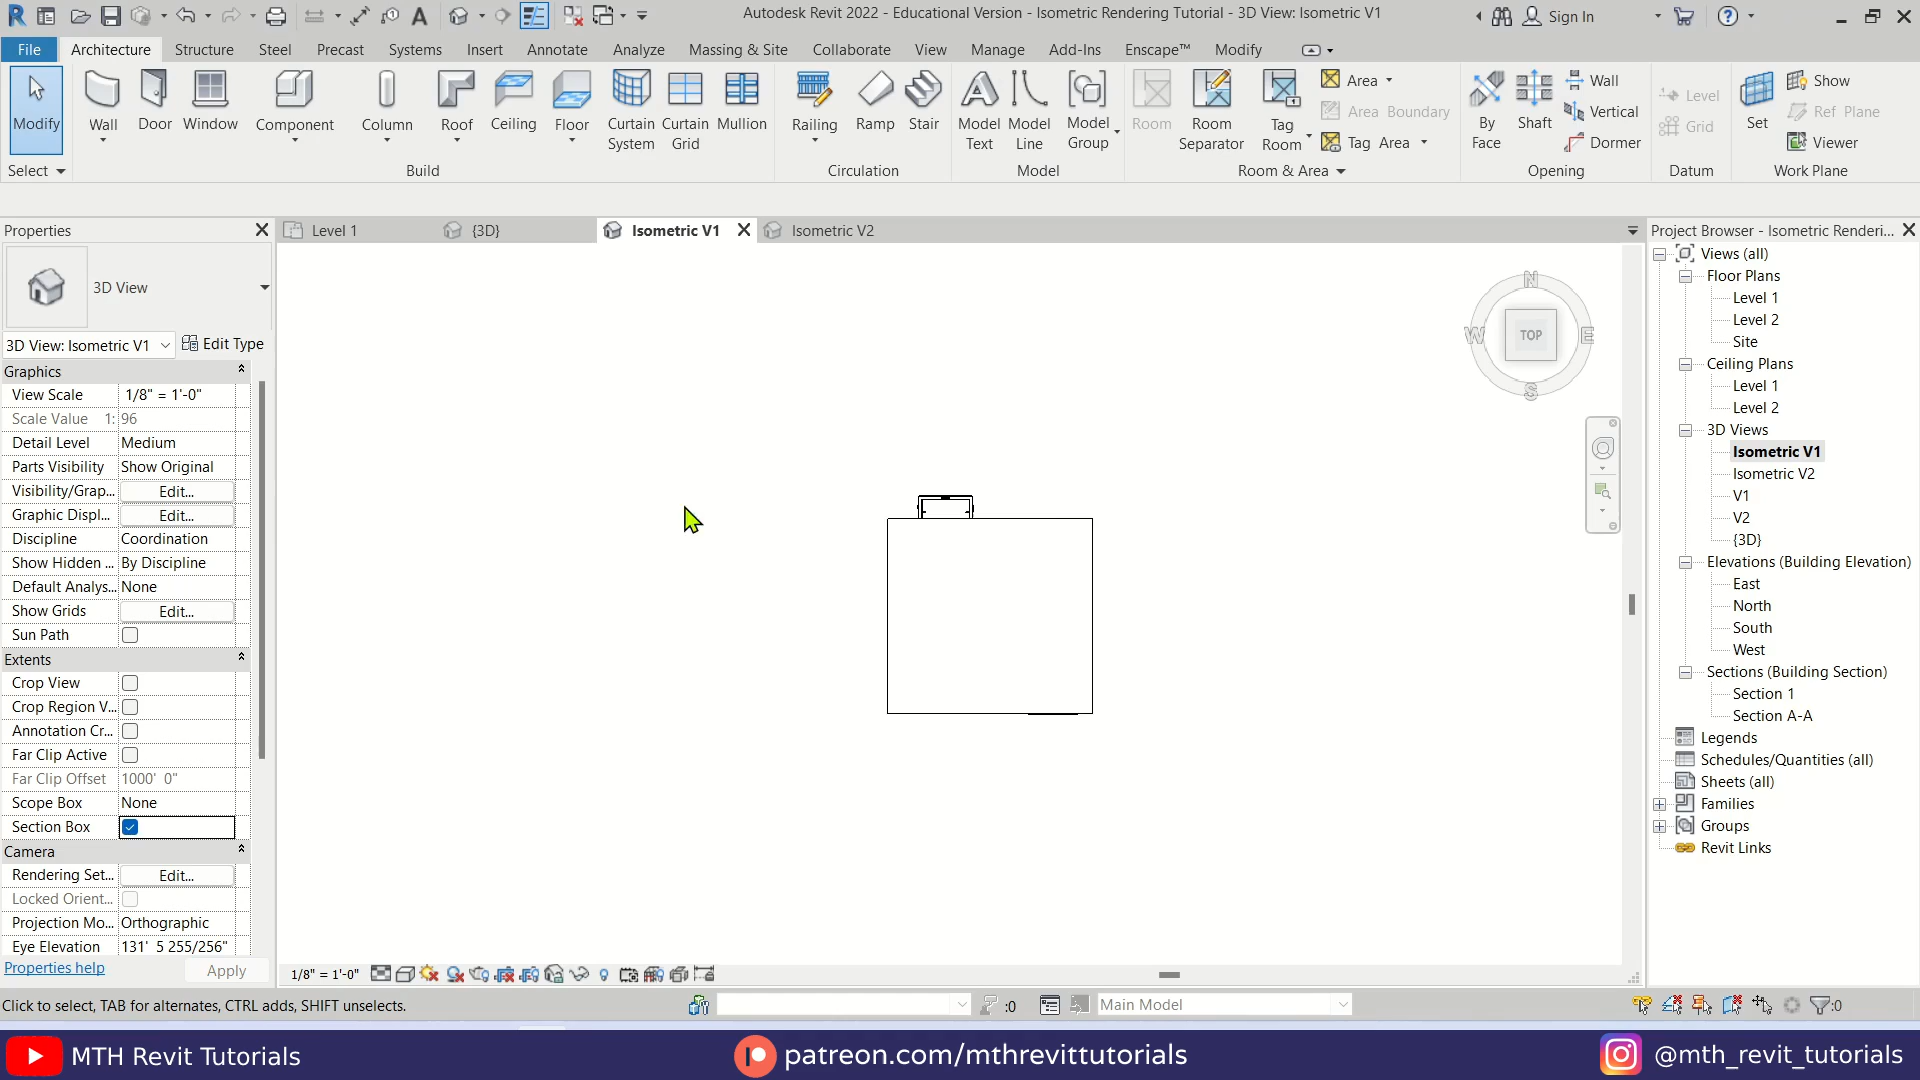 Autodesk Revit 2022 - Educational Version - Isometric Rendering Tutorial - 3D View: Isometric V1
Sign In
File Architecture Structure Steel Precast Systems Insert Annotate Analyze Massing & Site Collaborate View Manage Add-Ins Enscape™ Modify
Modify Wall Door Window Component Column Roof Ceiling Floor Curtain System Curtain Grid Mullion
Railing Ramp Stair
Model Text Model Line Model Group
Room Room Separator Tag Room
Area
Area Boundary
Tag Area
By Face Shaft
Wall
Vertical
Dormer
Level
Grid
Set
Show
Ref Plane
Viewer
Select Build Circulation Model Room & Area Opening Datum Work Plane
Properties
3D View
3D View: Isometric V1 Edit Type
Graphics
View Scale 1/8" = 1'-0"
Scale Value 1: 96
Detail Level Medium
Parts Visibility Show Original
Visibility/Grap... Edit...
Graphic Displ... Edit...
Discipline Coordination
Show Hidden ... By Discipline
Default Analys... None
Show Grids Edit...
Sun Path
Extents
Crop View
Crop Region V...
Annotation Cr...
Far Clip Active
Far Clip Offset 1000' 0"
Scope Box None
Section Box
Camera
Rendering Set... Edit...
Locked Orient...
Projection Mo... Orthographic
Eye Elevation 131' 5 255/256"
Properties help Apply
Level 1 {3D} Isometric V1 Isometric V2
N
W TOP E
S
1/8" = 1'-0"
Project Browser - Isometric Renderi...
Views (all)
Floor Plans
Level 1
Level 2
Site
Ceiling Plans
Level 1
Level 2
3D Views
Isometric V1
Isometric V2
V1
V2
{3D}
Elevations (Building Elevation)
East
North
South
West
Sections (Building Section)
Section 1
Section A-A
Legends
Schedules/Quantities (all)
Sheets (all)
Families
Groups
Revit Links
Click to select, TAB for alternates, CTRL adds, SHIFT unselects.
:0
Main Model
:0
MTH Revit Tutorials
patreon.com/mthrevittutorials
@mth_revit_tutorials